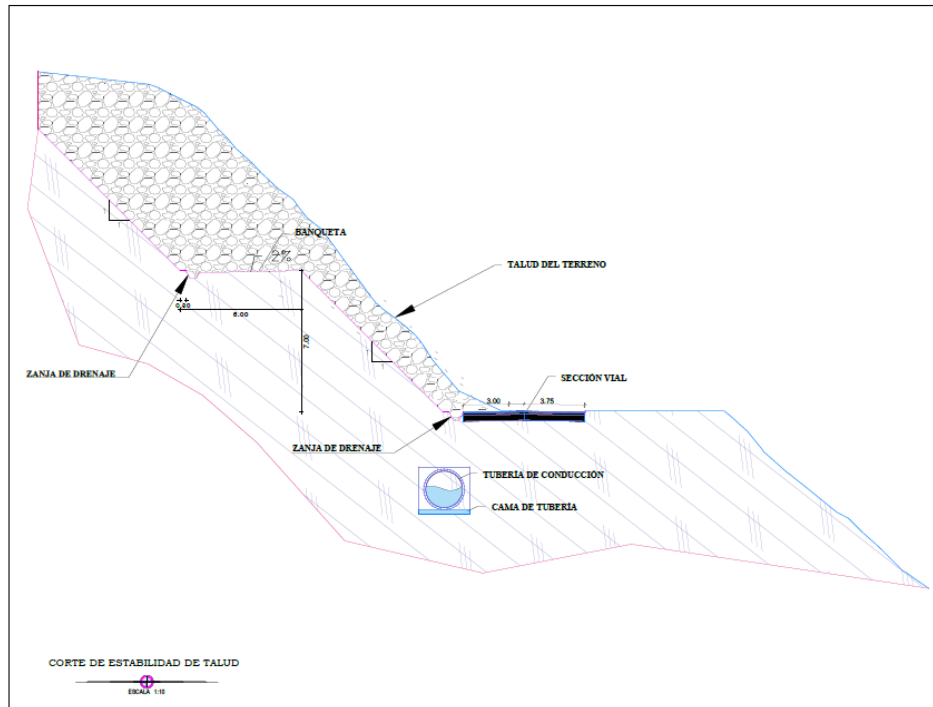 BANQUETA
2%
TALUD DEL TERRENO
0.90
6.00
7.00
ZANJA DE DRENAJE
SECCIÓN VIAL
3.00
3.75
ZANJA DE DRENAJE
TUBERÍA DE CONDUCCIÓN
CAMA DE TUBERÍA
CORTE DE ESTABILIDAD DE TALUD
ESCALA 1:10